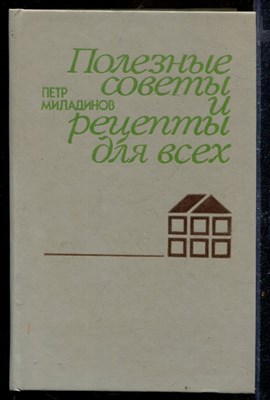 Полезные
советы
ПЕТР
МИЛАДИНОВ
и
рецепты
для всех